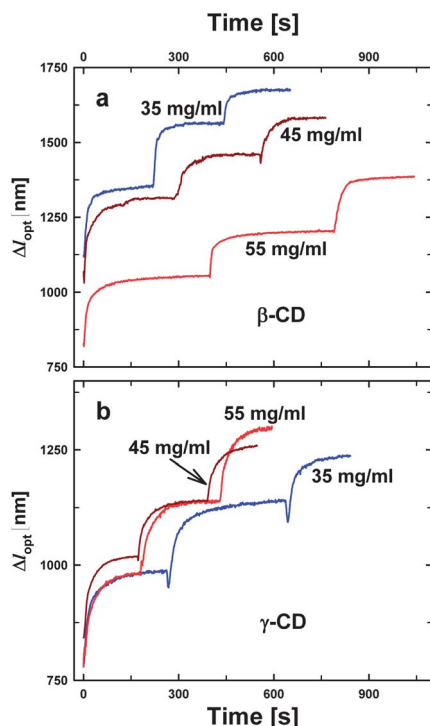 Time [s]
0 300 600 900
1750
a
35 mg/ml
1500
45 mg/ml
1250
Δlopt [nm]
55 mg/ml
1000
β-CD
750
b
55 mg/ml
45 mg/ml
1250
35 mg/ml
Δlopt [nm]
1000
γ-CD
750
0 300 600 900
Time [s]